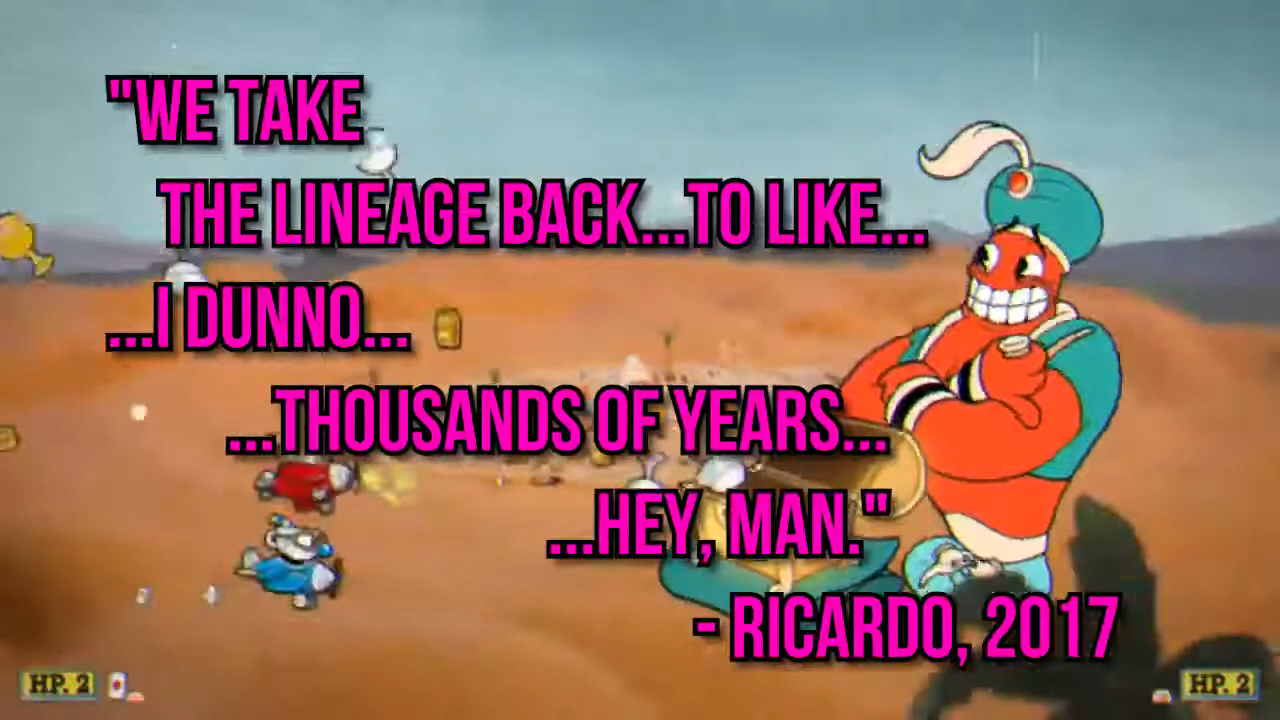 "WE TAKE
THE LINEAGE BACK...TO LIKE...
...I DUNNO...
...THOUSANDS OF YEARS...
...HEY, MAN."
- RICARDO, 2017
HP. 2
HP. 2